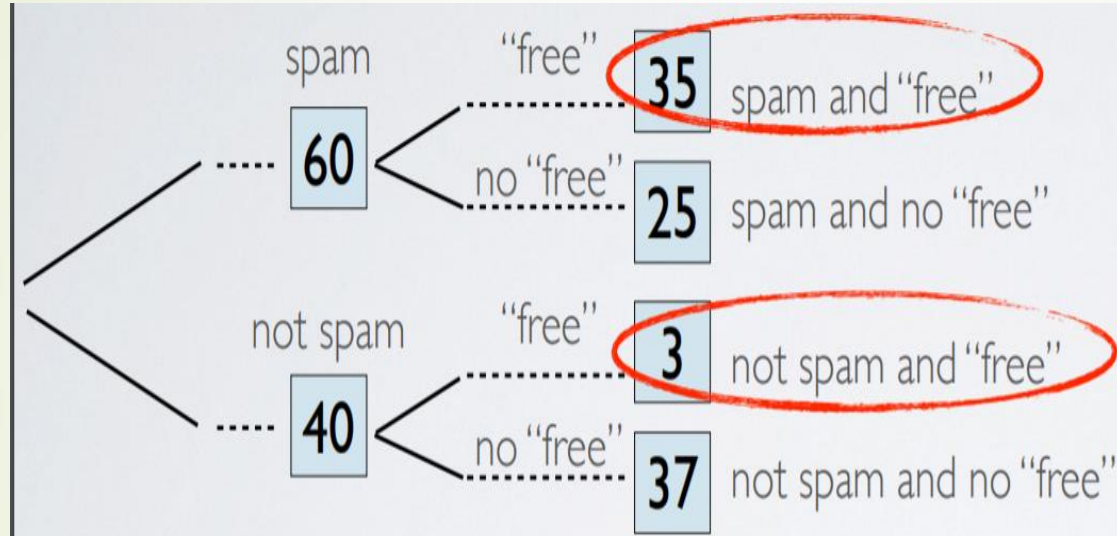 spam
60
"free"
35 spam and "free"
no "free"
25 spam and no "free"
not spam
40
"free"
3 not spam and "free"
no "free"
37 not spam and no "free"